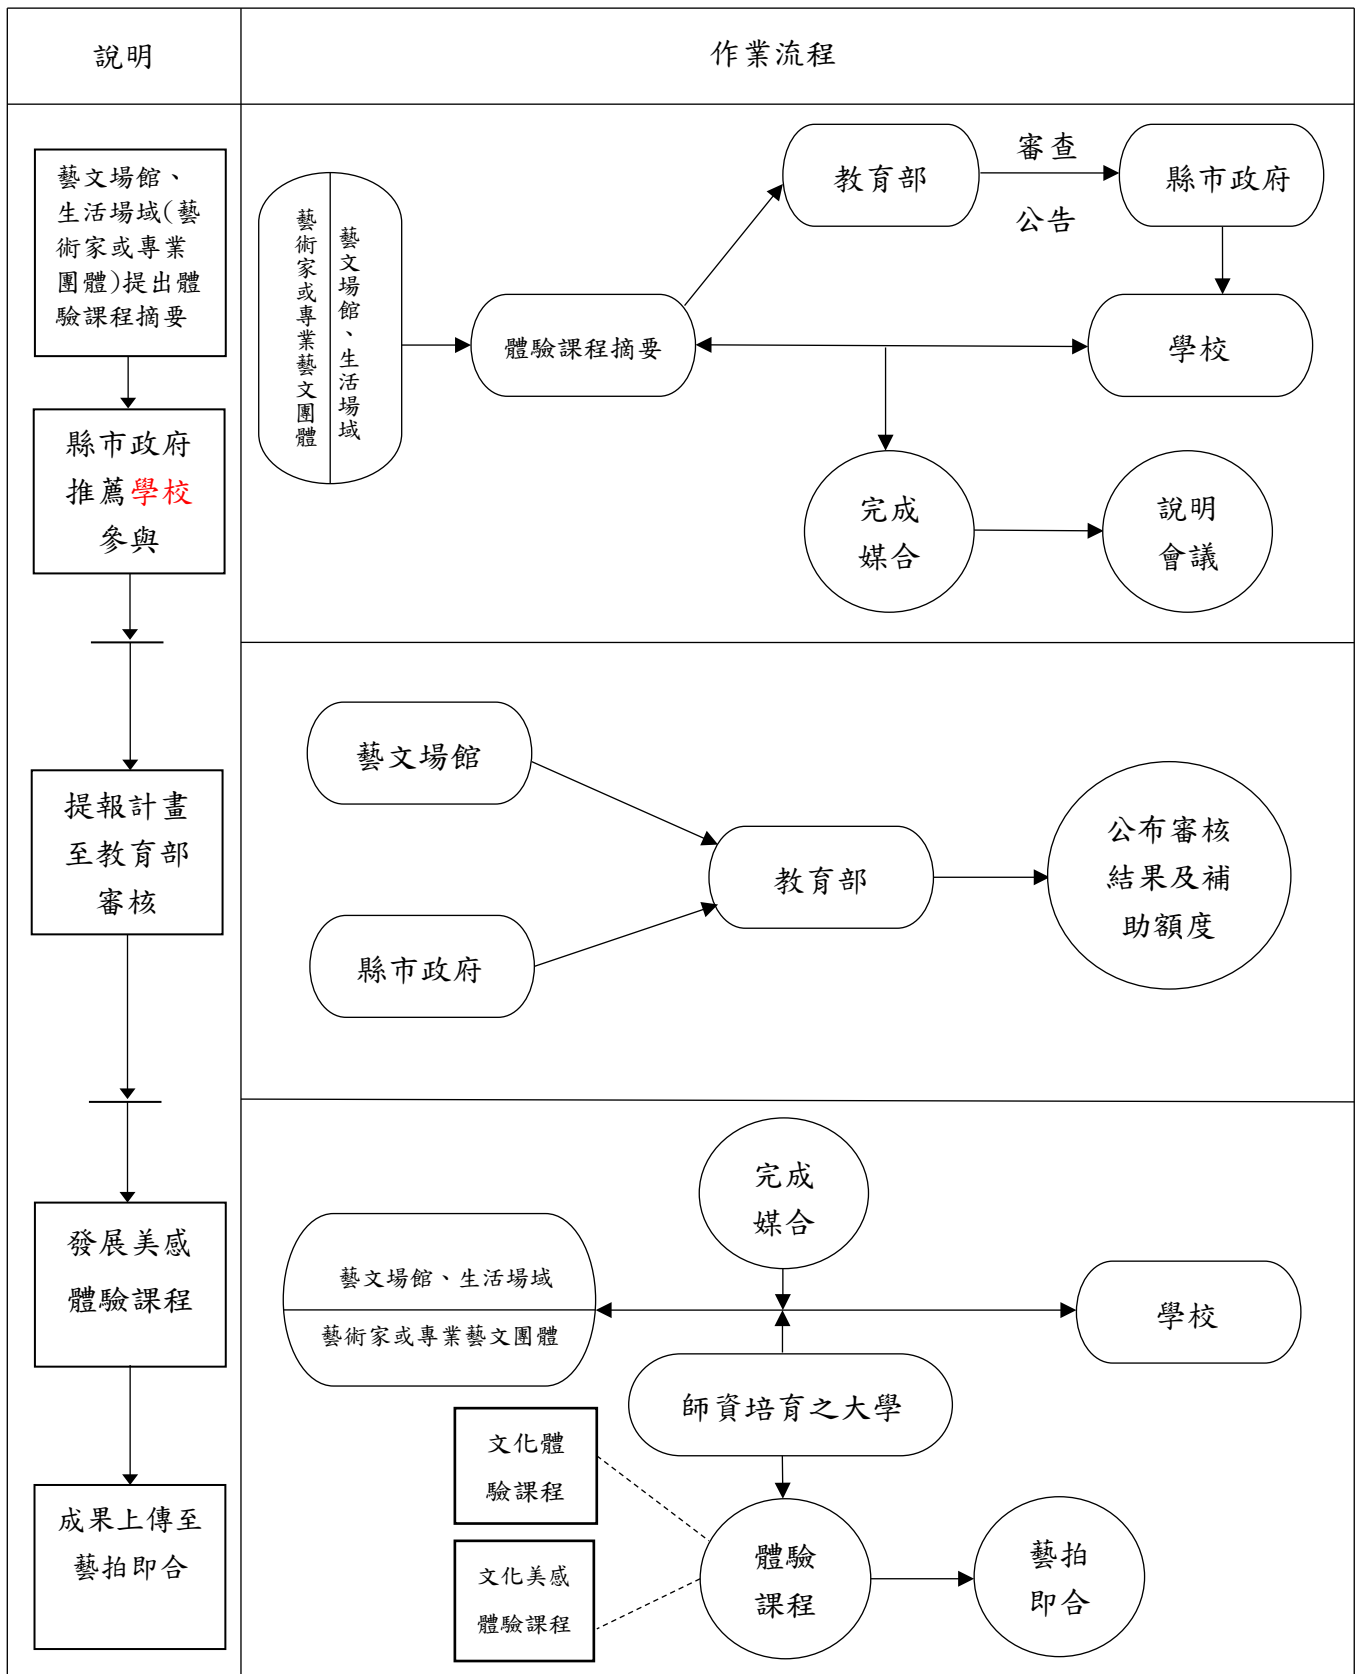 說明
作業流程
藝文場館、
生活場域(藝
術家或專業
團體)提出體
驗課程摘要
縣市政府
推薦學校
參與
提報計畫
至教育部
審核
發展美感
體驗課程
成果上傳至
藝拍即合
藝術家或專業藝文團體
藝文場館、生活場域
體驗課程摘要
教育部
審查
公告
縣市政府
學校
完成
媒合
說明
會議
藝文場館
縣市政府
教育部
公布審核
結果及補
助額度
完成
媒合
藝文場館、生活場域
藝術家或專業藝文團體
學校
師資培育之大學
文化體
驗課程
文化美感
體驗課程
體驗
課程
藝拍
即合